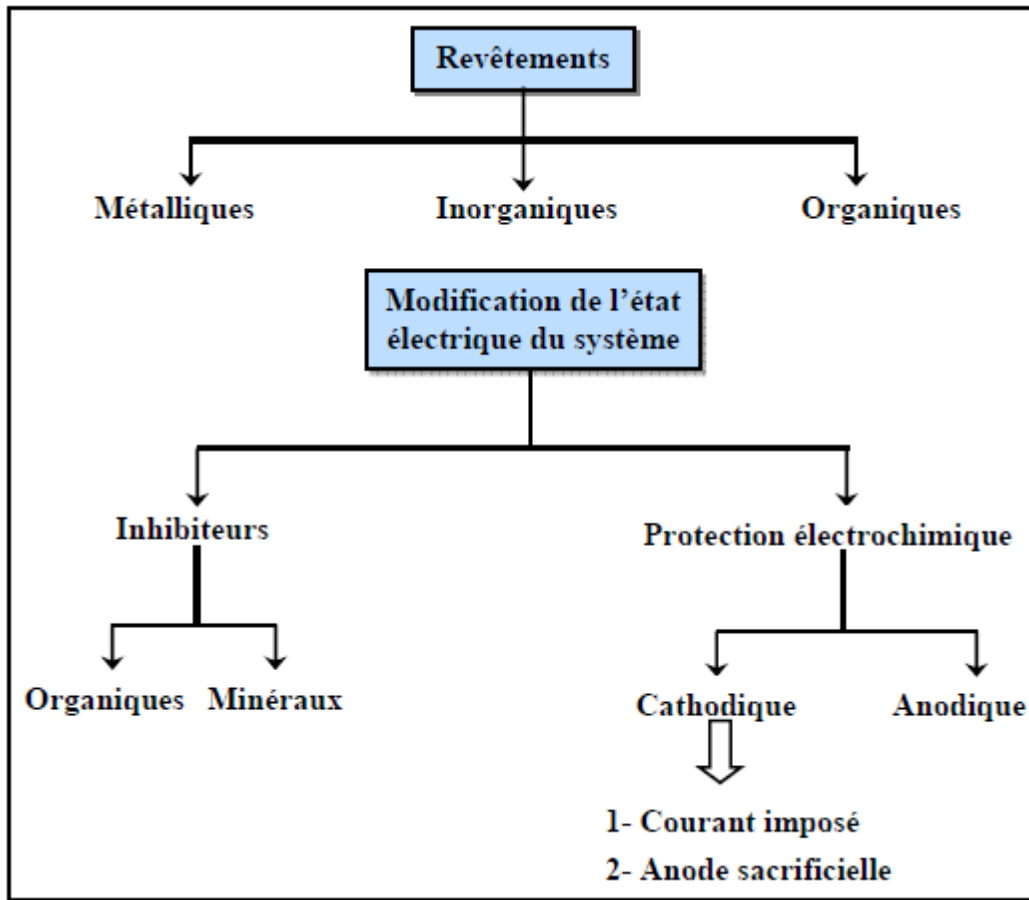 Revêtements
Métalliques
Inorganiques
Organiques
Modification de l’état
électrique du système
Inhibiteurs
Protection électrochimique
Organiques
Minéraux
Cathodique
Anodique
1- Courant imposé
2- Anode sacrificielle